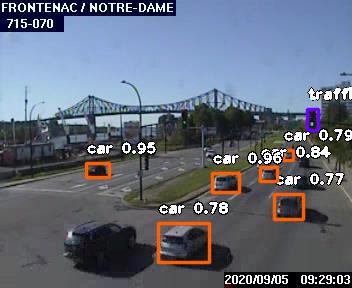 FRONTENAC / NOTRE-DAME
715-070
traffi
car 0.79
car 0.95
car 0.96
car 0.84
car 0.77
car 0.78
2020/09/05 09:29:03